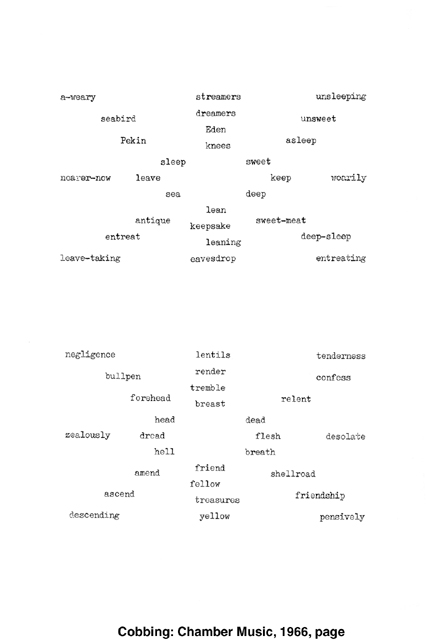 a-weary streamers unsleeping
seabird dreamers unsweet
Eden
Pekin knees asleep
sleep sweet
nearer-now leave keep wearily
sea deep
lean
antique keepsake sweet-meat
entreat leaning deep-sleep
leave-taking eavesdrop entreating
negligence lentils tenderness
bullpen render confess
tremble
forehead breast relent
head dead
zealously dread flesh desolate
hell breath
amend friend shellroad
fellow
ascend treasures friendship
descending yellow pensively
Cobbing: Chamber Music, 1966, page